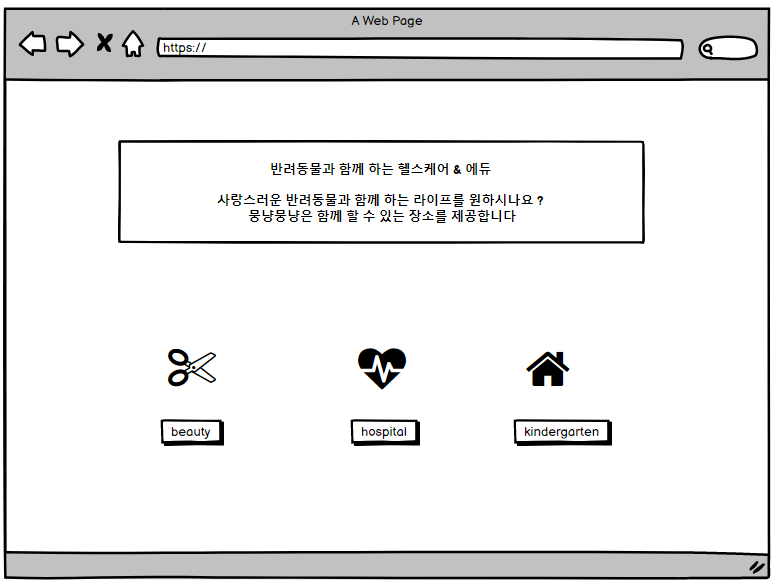 A Web Page
https://
반려동물과 함께 하는 헬스케어 & 에듀
사랑스러운 반려동물과 함께 하는 라이프를 원하시나요 ?
뭉냥뭉냥은 함께 할 수 있는 장소를 제공합니다
beauty
hospital
kindergarten